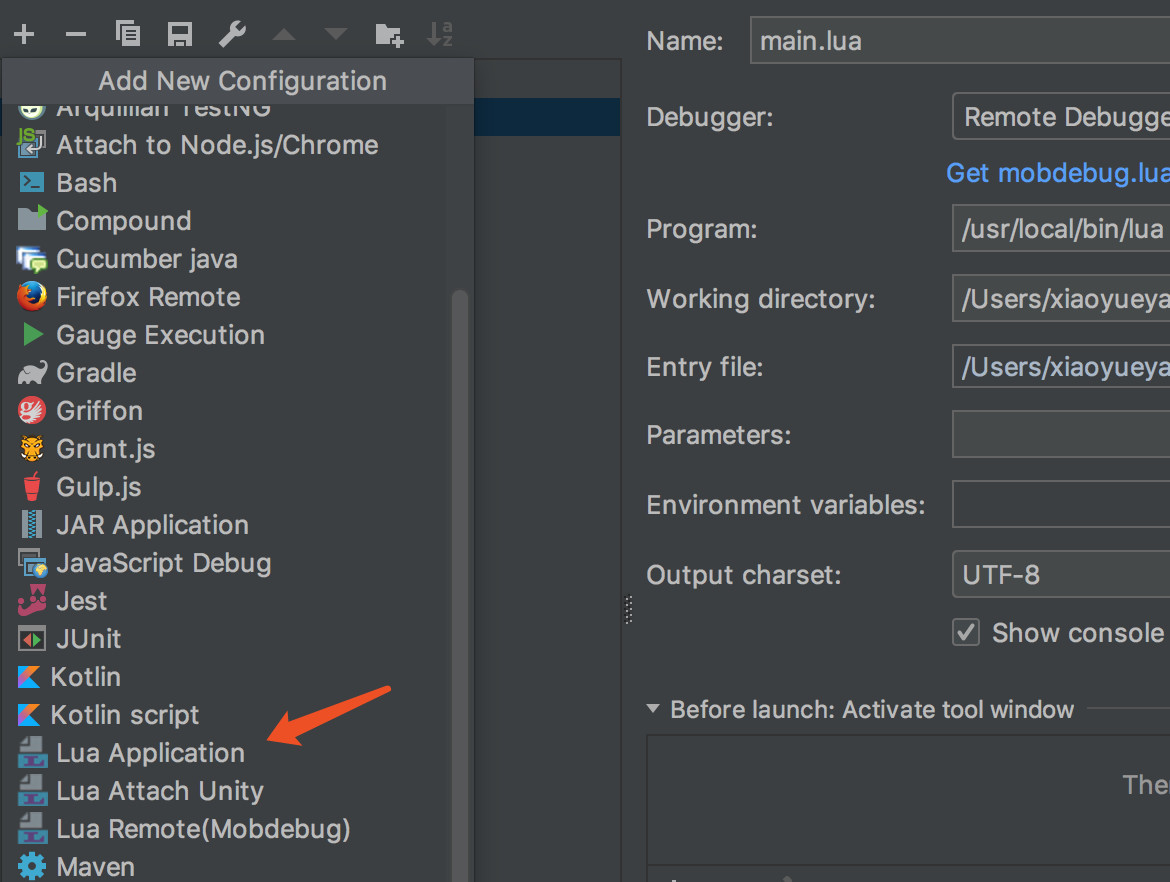 Add New Configuration
Arquillian TestNG
Attach to Node.js/Chrome
Bash
Compound
Cucumber java
Firefox Remote
Gauge Execution
Gradle
Griffon
Grunt.js
Gulp.js
JAR Application
JavaScript Debug
Jest
JUnit
Kotlin
Kotlin script
Lua Application
Lua Attach Unity
Lua Remote(Mobdebug)
Maven
Name: main.lua
Debugger: Remote Debugge
Get mobdebug.lua
Program: /usr/local/bin/lua
Working directory: /Users/xiaoyueya
Entry file: /Users/xiaoyueya
Parameters:
Environment variables:
Output charset: UTF-8
Show console
Before launch: Activate tool window
The